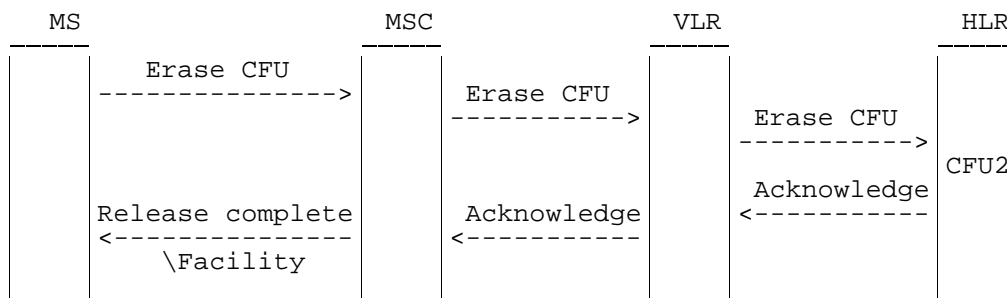 MS MSC VLR HLR
Erase CFU
--------------->
Erase CFU
----------->
Erase CFU
----------->
CFU2
Acknowledge
<-----------
Release complete Acknowledge
<--------------- <-----------
\Facility